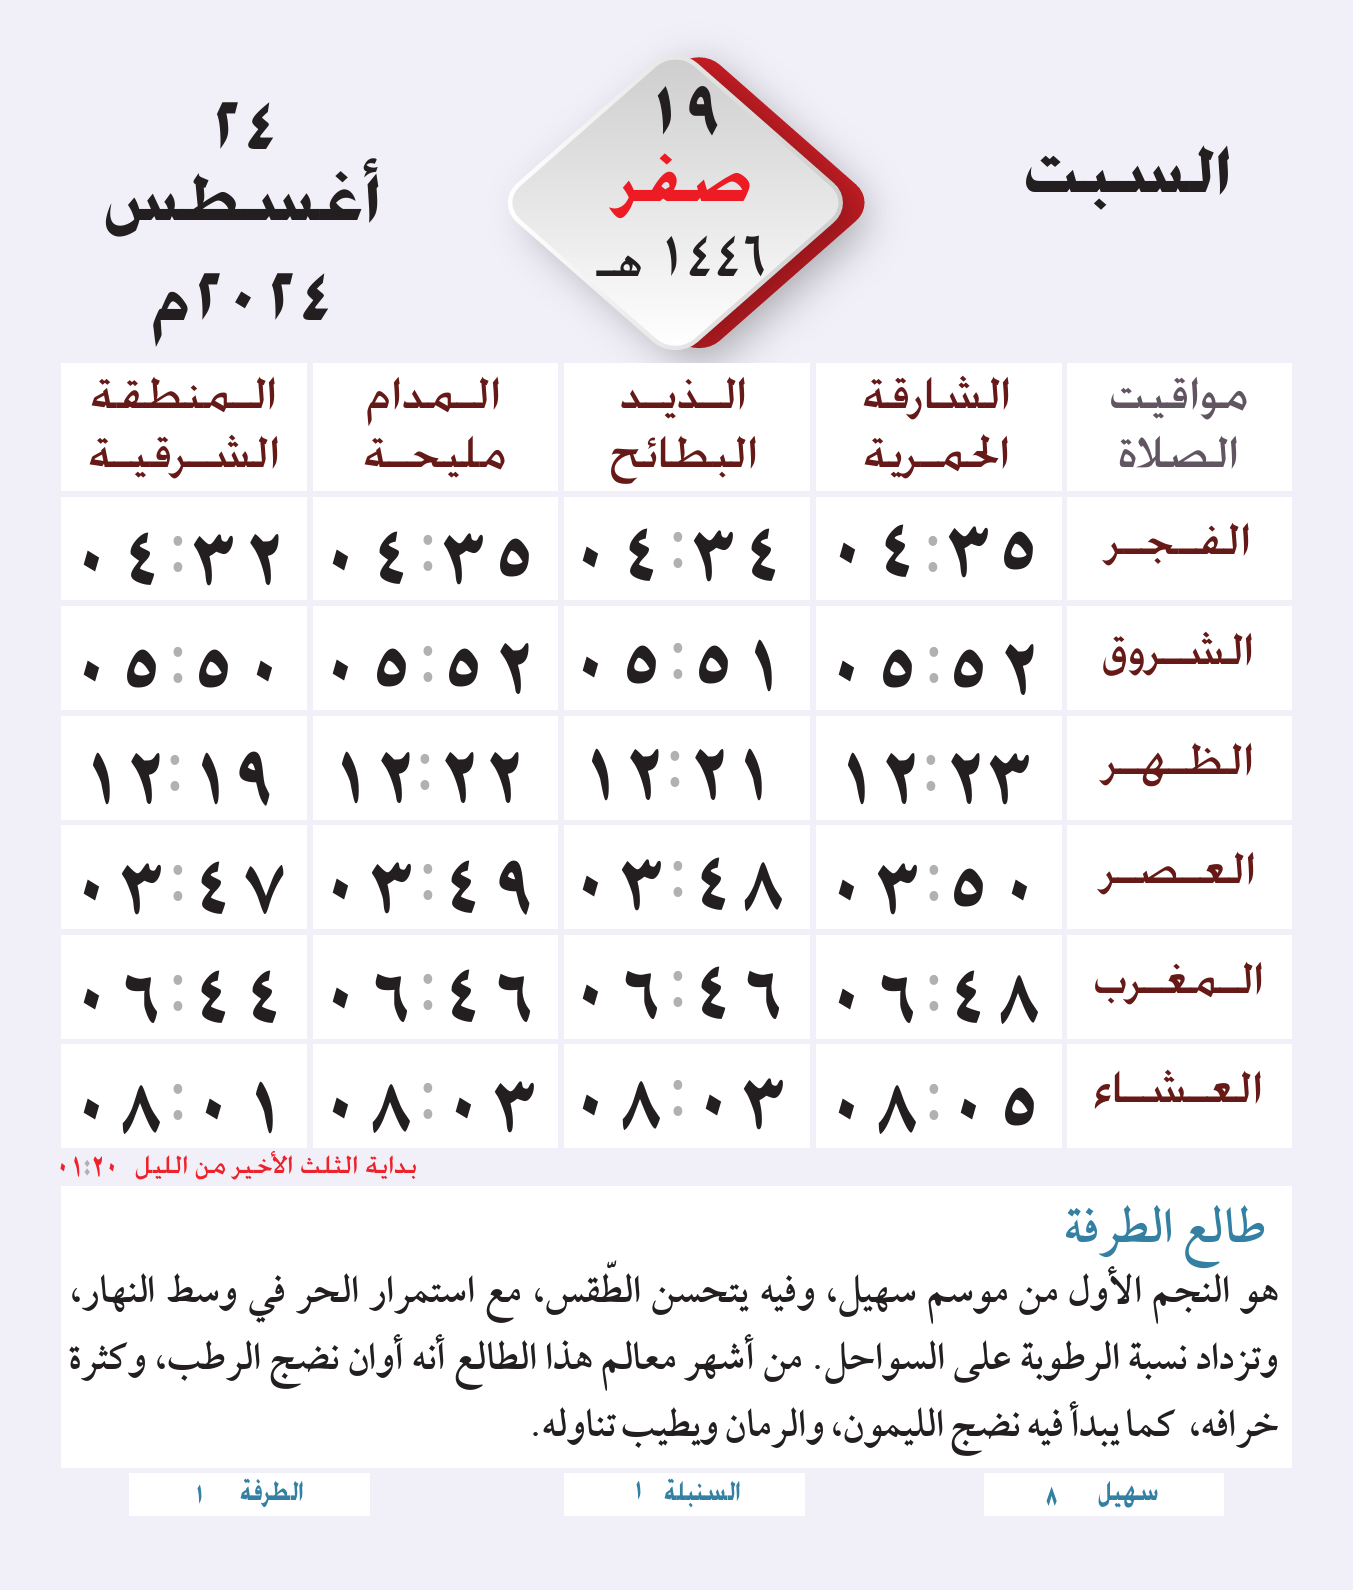 السبت
١٩
صفر
١٤٤٦ هـ
٢٤
أغسطس
٢٠٢٤م
مواقيت الصلاة
الشارقة الحمرية
الذيد البطائح
المدام مليحة
المنطقة الشرقية
الفجر ٠٤:٣٥ ٠٤:٣٤ ٠٤:٣٥ ٠٤:٣٢
الشروق ٠٥:٥٢ ٠٥:٥١ ٠٥:٥٢ ٠٥:٥٠
الظهر ١٢:٢٣ ١٢:٢١ ١٢:٢٢ ١٢:١٩
العصر ٠٣:٥٠ ٠٣:٤٨ ٠٣:٤٩ ٠٣:٤٧
المغرب ٠٦:٤٨ ٠٦:٤٦ ٠٦:٤٦ ٠٦:٤٤
العشاء ٠٨:٠٥ ٠٨:٠٣ ٠٨:٠٣ ٠٨:٠١
بداية الثلث الأخير من الليل ٠١:٢٠
طالع الطرفة
هو النجم الأول من موسم سهيل، وفيه يتحسن الطّقس، مع استمرار الحر في وسط النهار،
وتزداد نسبة الرطوبة على السواحل. من أشهر معالم هذا الطالع أنه أوان نضج الرطب، وكثرة
خرافه، كما يبدأ فيه نضج الليمون، والرمان ويطيب تناوله.
سهيل ٨
السنبلة ١
الطرفة ١